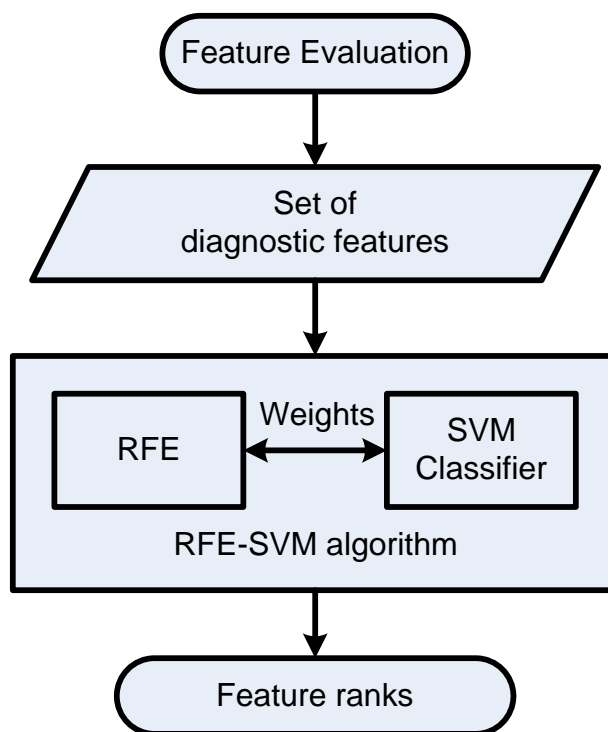 Feature Evaluation
Set of
diagnostic features
Weights
RFE
SVM
Classifier
RFE-SVM algorithm
Feature ranks